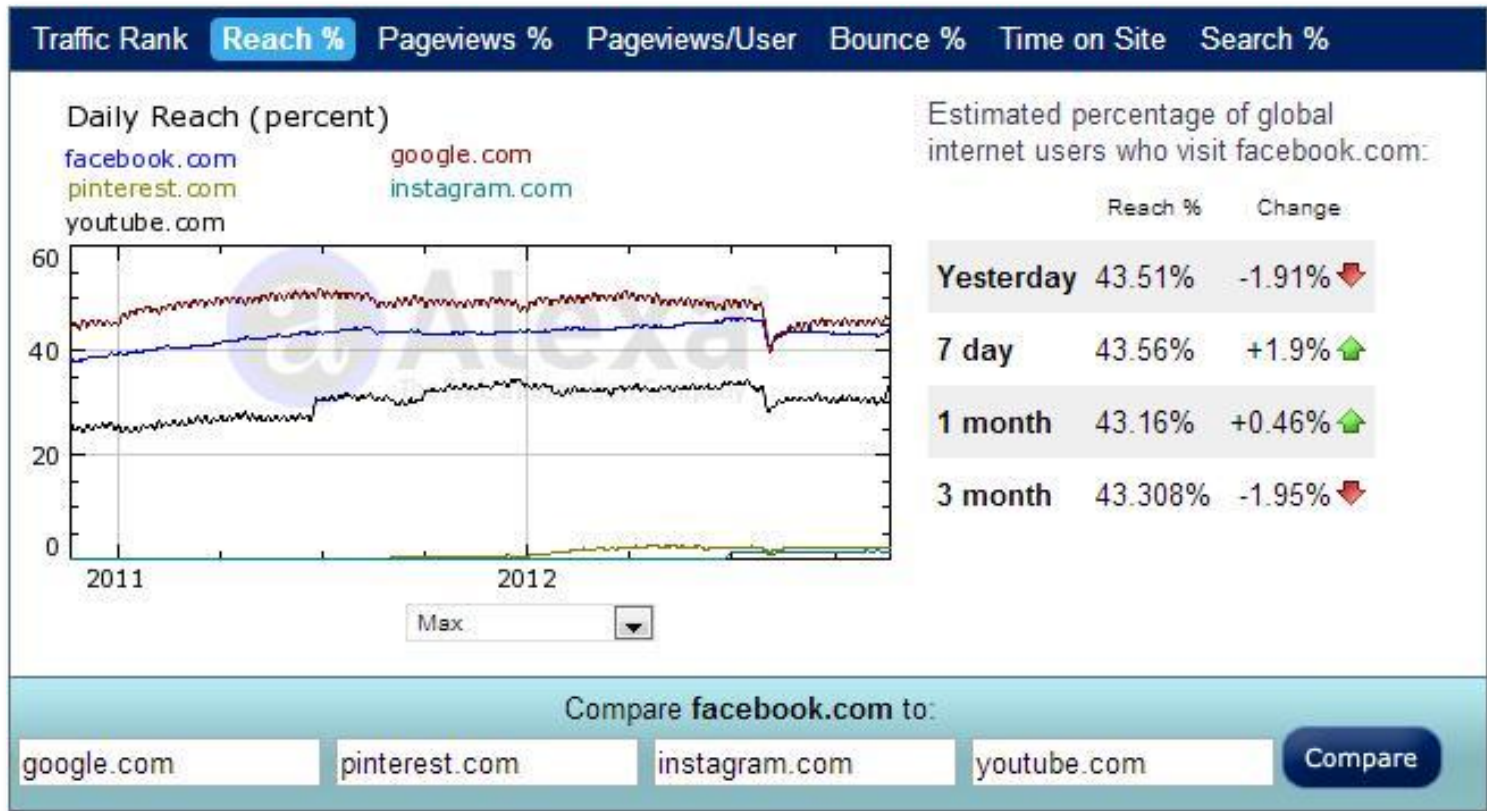 Traffic Rank Reach % Pageviews % Pageviews/User Bounce % Time on Site Search %
Daily Reach (percent)
facebook.com google.com
pinterest.com instagram.com
youtube.com
60
40
20
0
2011 2012
Alexa
Max
Estimated percentage of global
internet users who visit facebook.com:
Reach % Change
Yesterday 43.51% -1.91%
7 day 43.56% +1.9%
1 month 43.16% +0.46%
3 month 43.308% -1.95%
Compare facebook.com to:
google.com pinterest.com instagram.com youtube.com Compare